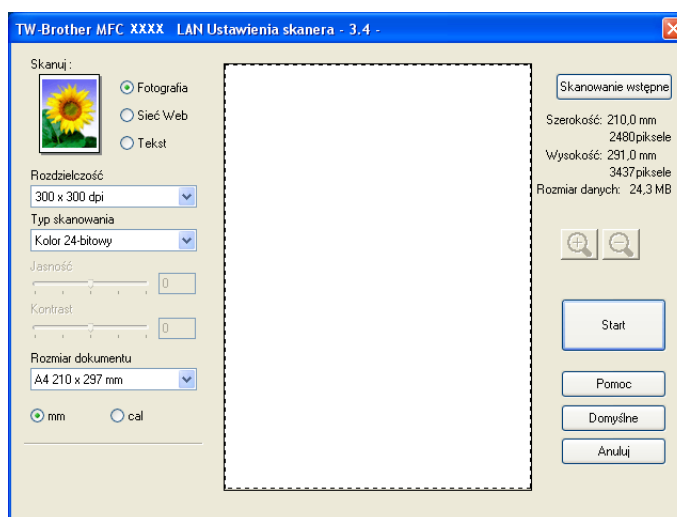 TW-Brother MFC XXXX LAN Ustawienia skanera - 3.4 -
Skanuj :
Fotografia
Sieć Web
Tekst
Rozdzielczość
300 x 300 dpi
Typ skanowania
Kolor 24-bitowy
Jasność
0
Kontrast
0
Rozmiar dokumentu
A4 210 x 297 mm
mm
cal
Skanowanie wstępne
Szerokość: 210,0 mm
2480piksele
Wysokość: 291,0 mm
3437piksele
Rozmiar danych: 24,3 MB
Start
Pomoc
Domyślne
Anuluj